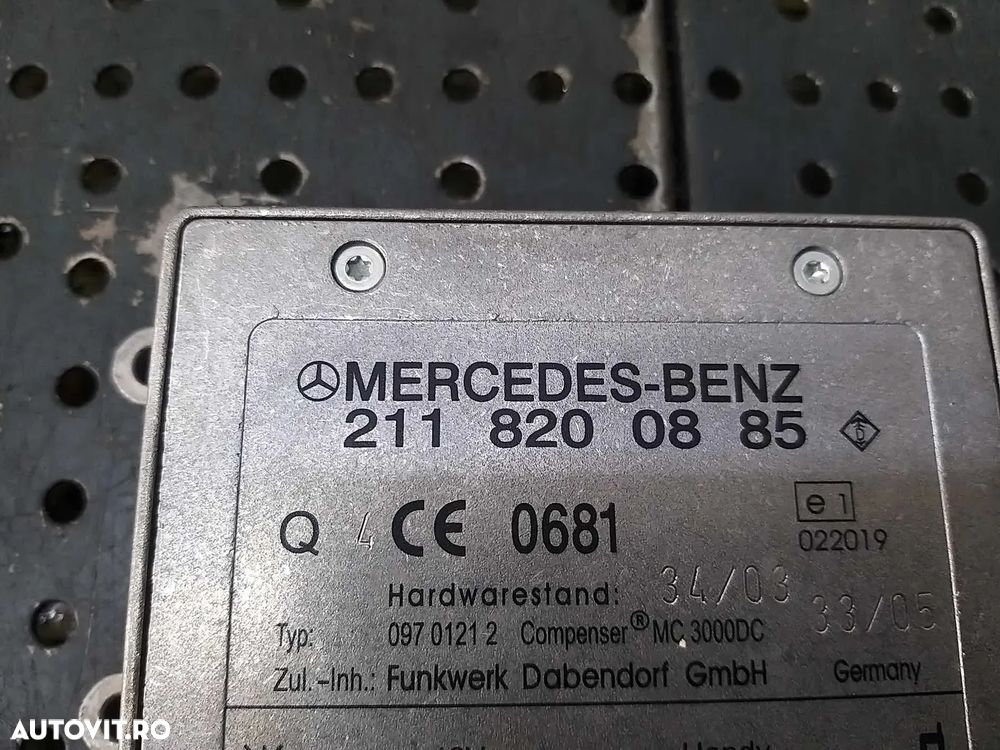 MERCEDES-BENZ
211 820 08 85
Q 4 CE 0681 e1
022019
Hardwarestand: 34/03
Typ: 097 0121 2 Compenser® MC 3000DC 33/05
Zul.-Inh.: Funkwerk Dabendorf GmbH Germany
AUTOVIT.RO